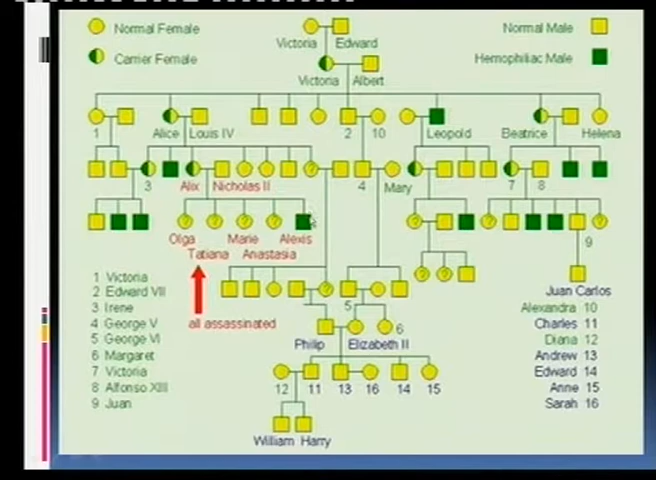 Normal Female
Victoria Edward
Normal Male
Carrier Female
Hemophiliac Male
Victoria Albert
1
Alice Louis IV
2
10
Leopold
Beatrice
Helena
3
Alix Nicholas II
4
Mary
7
8
? ? ? ? ? ? ? ?
Olga Marie Alexis
Tatiana Anastasia
9
? ?
1 Victoria
2 Edward VII
3 Irene
4 George V
5 George VI
6 Margaret
7 Victoria
8 Alfonso XIII
9 Juan
all assassinated
?
5
6
Philip Elizabeth II
12 11 13 16 14 15
William Harry
Juan Carlos
Alexandra 10
Charles 11
Diana 12
Andrew 13
Edward 14
Anne 15
Sarah 16